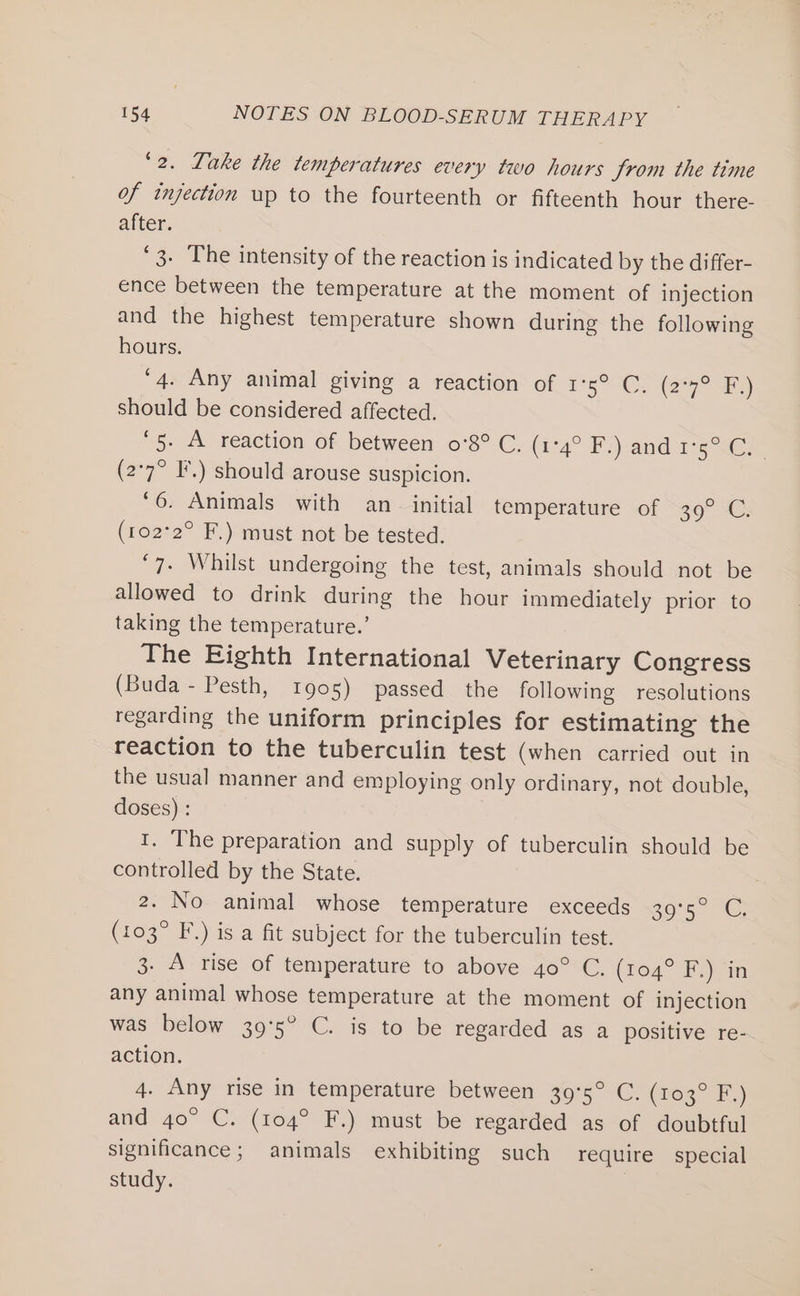 154 NOTES ON BLOOD-SERUM THERAPY
‘2. Take the temperatures every two hours from the time
of injection up to the fourteenth or fifteenth hour there-
after.
‘3. The intensity of the reaction is indicated by the differ-
ence between the temperature at the moment of injection
and the highest temperature shown during the following
hours.
‘4. Any animal giving a reaction of 1·5° C. (2·7° F.)
should be considered affected.
‘5. A reaction of between 0·8° C. (1·4° F.) and 1·5° C.
(2·7° F.) should arouse suspicion.
‘6. Animals with an initial temperature of 39° C.
(102·2° F.) must not be tested.
‘7. Whilst undergoing the test, animals should not be
allowed to drink during the hour immediately prior to
taking the temperature.’
The Eighth International Veterinary Congress
(Buda - Pesth, 1905) passed the following resolutions
regarding the uniform principles for estimating the
reaction to the tuberculin test (when carried out in
the usual manner and employing only ordinary, not double,
doses) :
1. The preparation and supply of tuberculin should be
controlled by the State.
2. No animal whose temperature exceeds 39·5° C.
(103° F.) is a fit subject for the tuberculin test.
3. A rise of temperature to above 40° C. (104° F.) in
any animal whose temperature at the moment of injection
was below 39·5° C. is to be regarded as a positive re-
action.
4. Any rise in temperature between 39·5° C. (103° F.)
and 40° C. (104° F.) must be regarded as of doubtful
significance ; animals exhibiting such require special
study.